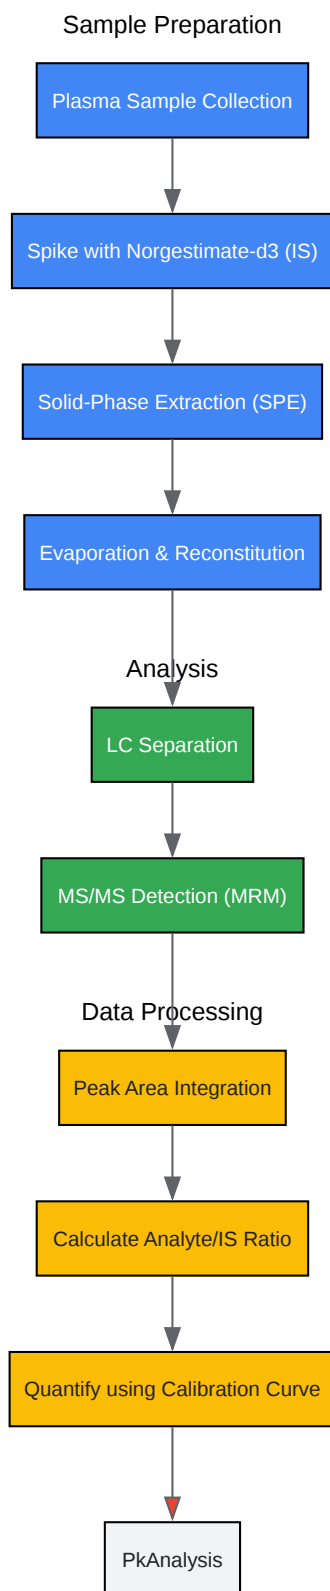 Sample Preparation
Plasma Sample Collection
Spike with Norgestimate-d3 (IS)
Solid-Phase Extraction (SPE)
Evaporation & Reconstitution
Analysis
LC Separation
MS/MS Detection (MRM)
Data Processing
Peak Area Integration
Calculate Analyte/IS Ratio
Quantify using Calibration Curve
PkAnalysis